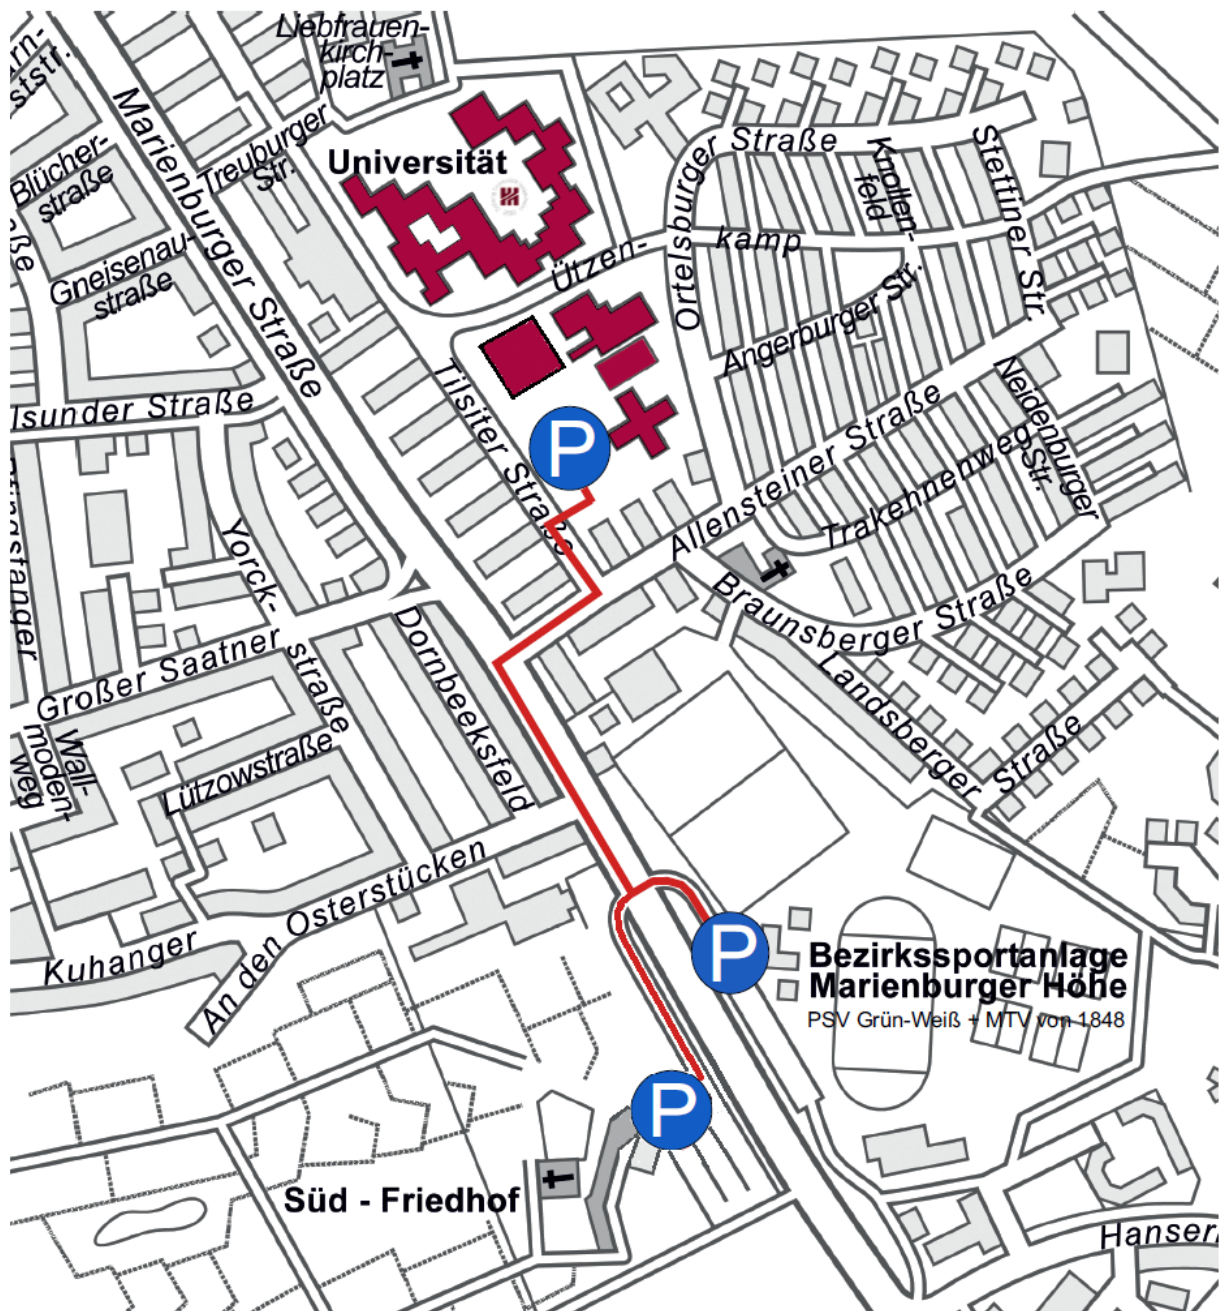 Liebfrauen-
kirch-
platz
Marienburger Straße
Treuburger
Str.
Blücher-
straße
Gneisenau-
straße
Universität
Ützen-
kamp
Ortelsburger Straße
Knollen-
feld
Stettiner Str.
Angerburger Str.
Tilsiter Straße
lsunder Straße
Allensteiner Straße
Neidenburger
Str.
Trakehnenweg
P
Yorck-
straße
Braunsberger Straße
Dornbeeksfeld
Großer Saatner
Landsberger
Straße
Wall-
moden-
weg
Lützowstraße
An den Osterstücken
Kuhanger
P
Bezirkssportanlage
Marienburger Höhe
PSV Grün-Weiß + MTV von 1848
P
Süd - Friedhof
Hanser